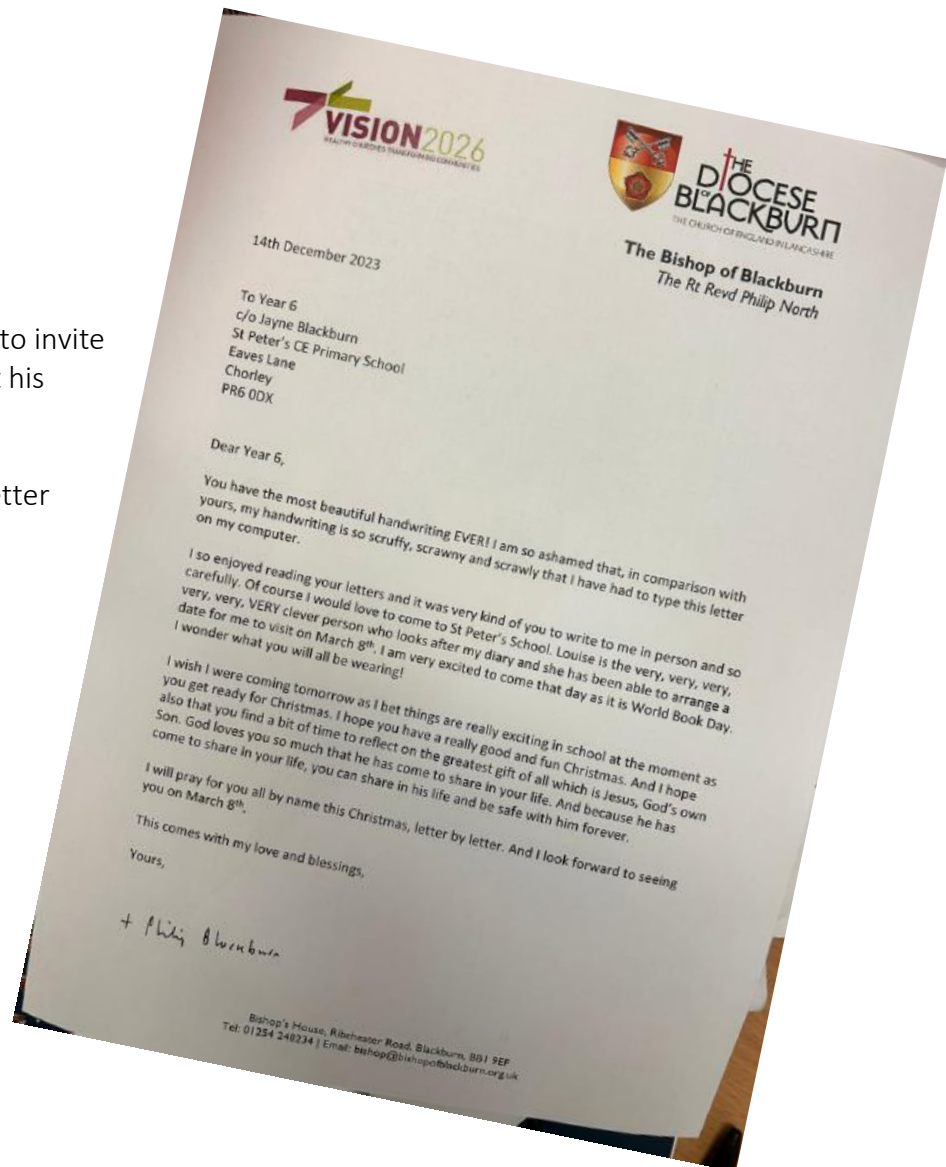 to invite
his
tter
VISION2026
HEALTHY CHURCHES TRANSFORMING COMMUNITIES
THE
DIOCESE
OF
BLACKBURN
THE CHURCH OF ENGLAND IN LANCASHIRE
The Bishop of Blackburn
The Rt Revd Philip North
14th December 2023
To Year 6
c/o Jayne Blackburn
St Peter's CE Primary School
Eaves Lane
Chorley
PR6 0DX
Dear Year 6,
You have the most beautiful handwriting EVER! I am so ashamed that, in comparison with
yours, my handwriting is so scruffy, scrawny and scrawly that I have had to type this letter
on my computer.
I so enjoyed reading your letters and it was very kind of you to write to me in person and so
carefully. Of course I would love to come to St Peter's School. Louise is the very, very, very,
very, very, VERY clever person who looks after my diary and she has been able to arrange a
date for me to visit on March 8th. I am very excited to come that day as it is World Book Day.
I wonder what you will all be wearing!
I wish I were coming tomorrow as I bet things are really exciting in school at the moment as
you get ready for Christmas. I hope you have a really good and fun Christmas. And I hope
also that you find a bit of time to reflect on the greatest gift of all which is Jesus, God's own
Son. God loves you so much that he has come to share in your life. And because he has
come to share in your life, you can share in his life and be safe with him forever.
I will pray for you all by name this Christmas, letter by letter. And I look forward to seeing
you on March 8th.
This comes with my love and blessings,
Yours,
+ Philip Blackburn
Bishop's House, Ribchester Road, Blackburn, BB1 9EF
Tel: 01254 248234 | Email: bishop@bishopofblackburn.org.uk